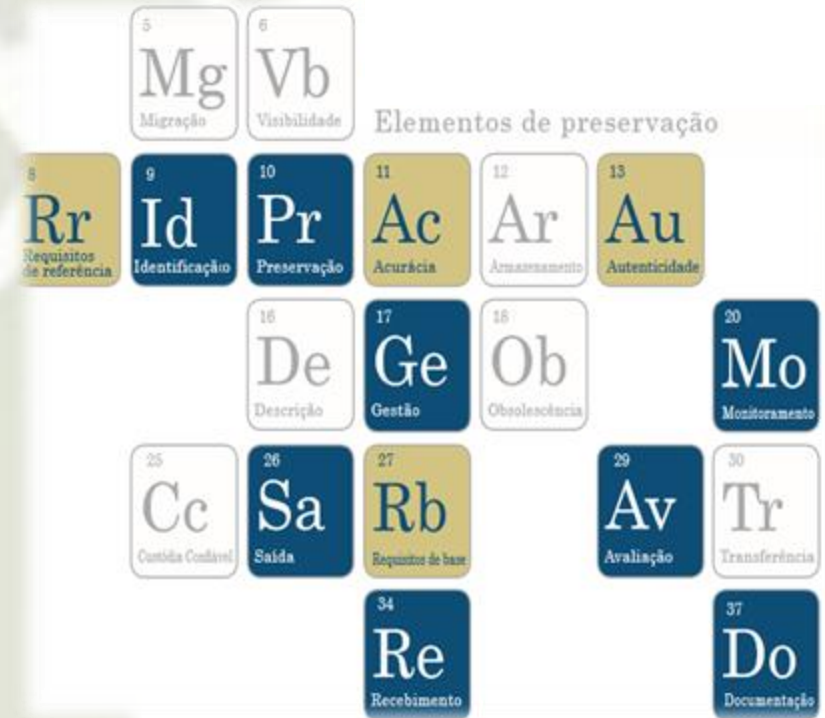 5
Mg
Migração
6
Vb
Visibilidade
Elementos de preservação
8
Rr
Requisitos
de referência
9
Id
Identificação
10
Pr
Preservação
11
Ac
Acurácia
12
Ar
Armazenamento
13
Au
Autenticidade
16
De
Descrição
17
Ge
Gestão
18
Ob
Obsolescência
20
Mo
Monitoramento
25
Cc
Custódia Confiável
26
Sa
Saída
27
Rb
Requisitos de base
29
Av
Avaliação
30
Tr
Transferência
34
Re
Recebimento
37
Do
Documentação